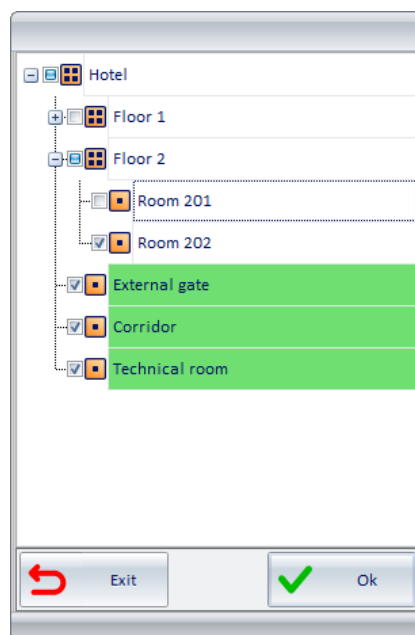 Hotel
Floor 1
Floor 2
Room 201
Room 202
External gate
Corridor
Technical room
Exit
Ok